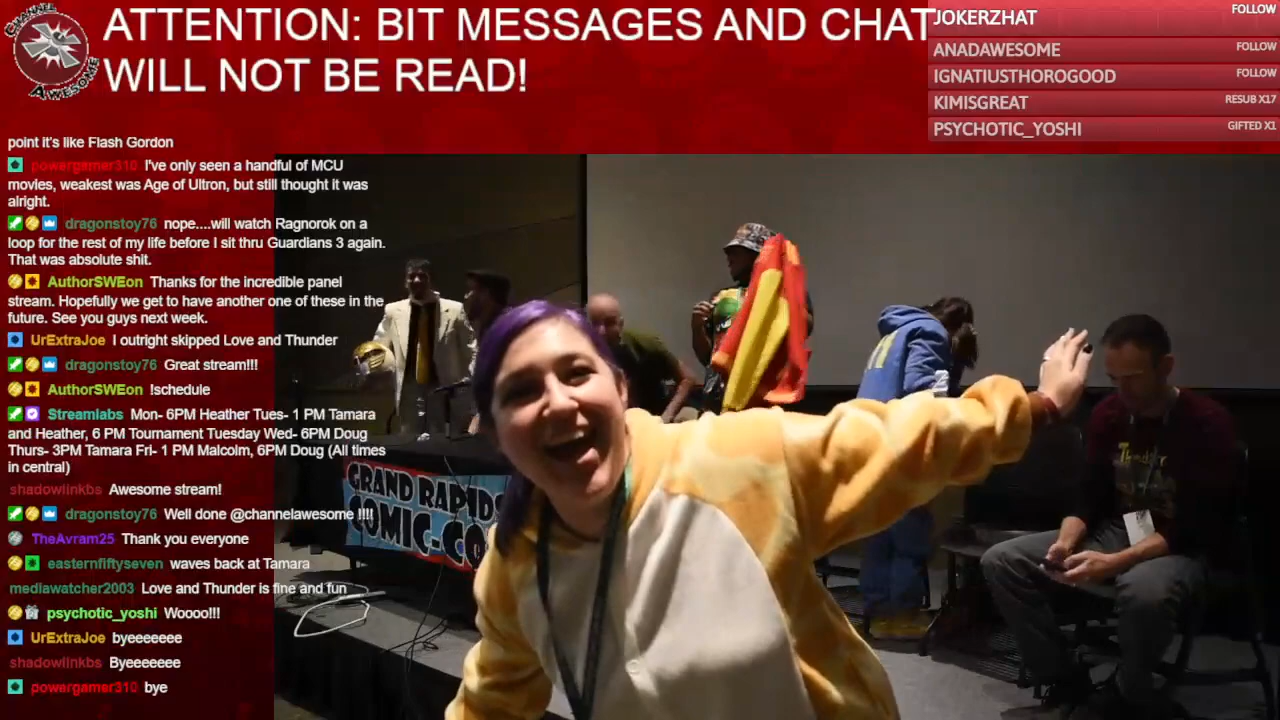 CHANNEL
AWESOME
ATTENTION: BIT MESSAGES AND CHAT
WILL NOT BE READ!
JOKERZHAT FOLLOW
ANADAWESOME FOLLOW
IGNATIUSTHOROGOOD FOLLOW
KIMISGREAT RESUB X17
PSYCHOTIC_YOSHI GIFTED X1
point it's like Flash Gordon
powergamer310 I've only seen a handful of MCU
movies, weakest was Age of Ultron, but still thought it was
alright.
dragonstoy76 nope....will watch Ragnorok on a
loop for the rest of my life before I sit thru Guardians 3 again.
That was absolute shit.
AuthorSWEon Thanks for the incredible panel
stream. Hopefully we get to have another one of these in the
future. See you guys next week.
UrExtraJoe I outright skipped Love and Thunder
dragonstoy76 Great stream!!!
AuthorSWEon !schedule
Streamlabs Mon- 6PM Heather Tues- 1 PM Tamara
and Heather, 6 PM Tournament Tuesday Wed- 6PM Doug
Thurs- 3PM Tamara Fri- 1 PM Malcolm, 6PM Doug (All times
in central)
shadowlinkbs Awesome stream!
dragonstoy76 Well done @channelawesome !!!!
TheAvram25 Thank you everyone
easternfiftyseven waves back at Tamara
mediawatcher2003 Love and Thunder is fine and fun
psychotic_yoshi Woooo!!!
UrExtraJoe byeeeeeee
shadowlinkbs Byeeeeeee
powergamer310 bye
GRAND RAPIDS
COMIC-CO